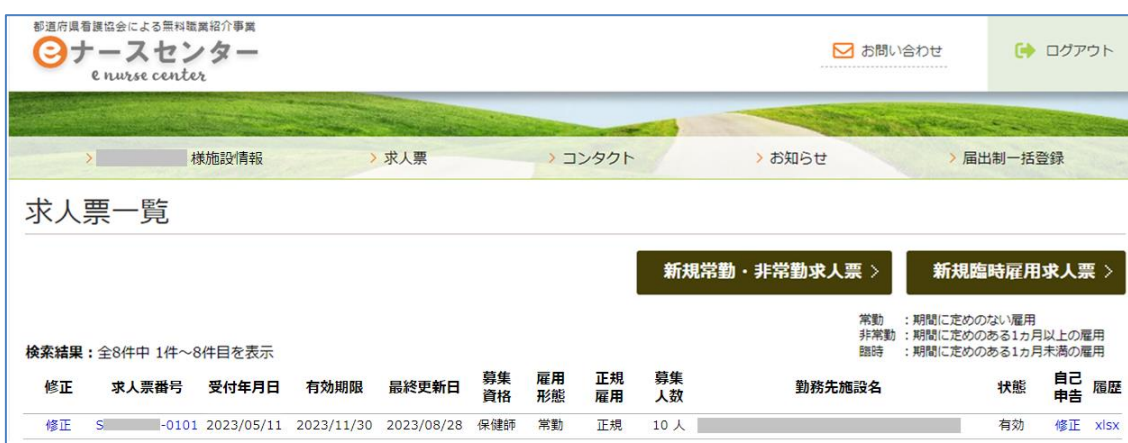 都道府県看護協会による無料職業紹介事業
eナースセンター
e nurse center
お問い合わせ
ログアウト
様施設情報
求人票
コンタクト
お知らせ
届出制一括登録
求人票一覧
新規常勤・非常勤求人票
新規臨時雇用求人票
常勤 :期間に定めのない雇用
非常勤 :期間に定めのある1ヵ月以上の雇用
臨時 :期間に定めのある1ヵ月未満の雇用
検索結果:全8件中 1件~8件目を表示
修正 求人票番号 受付年月日 有効期限 最終更新日 募集資格 雇用形態 正規雇用 募集人数 勤務先施設名 状態 自己申告 履歴
修正 S -0101 2023/05/11 2023/11/30 2023/08/28 保健師 常勤 正規 10 人 有効 修正 xlsx